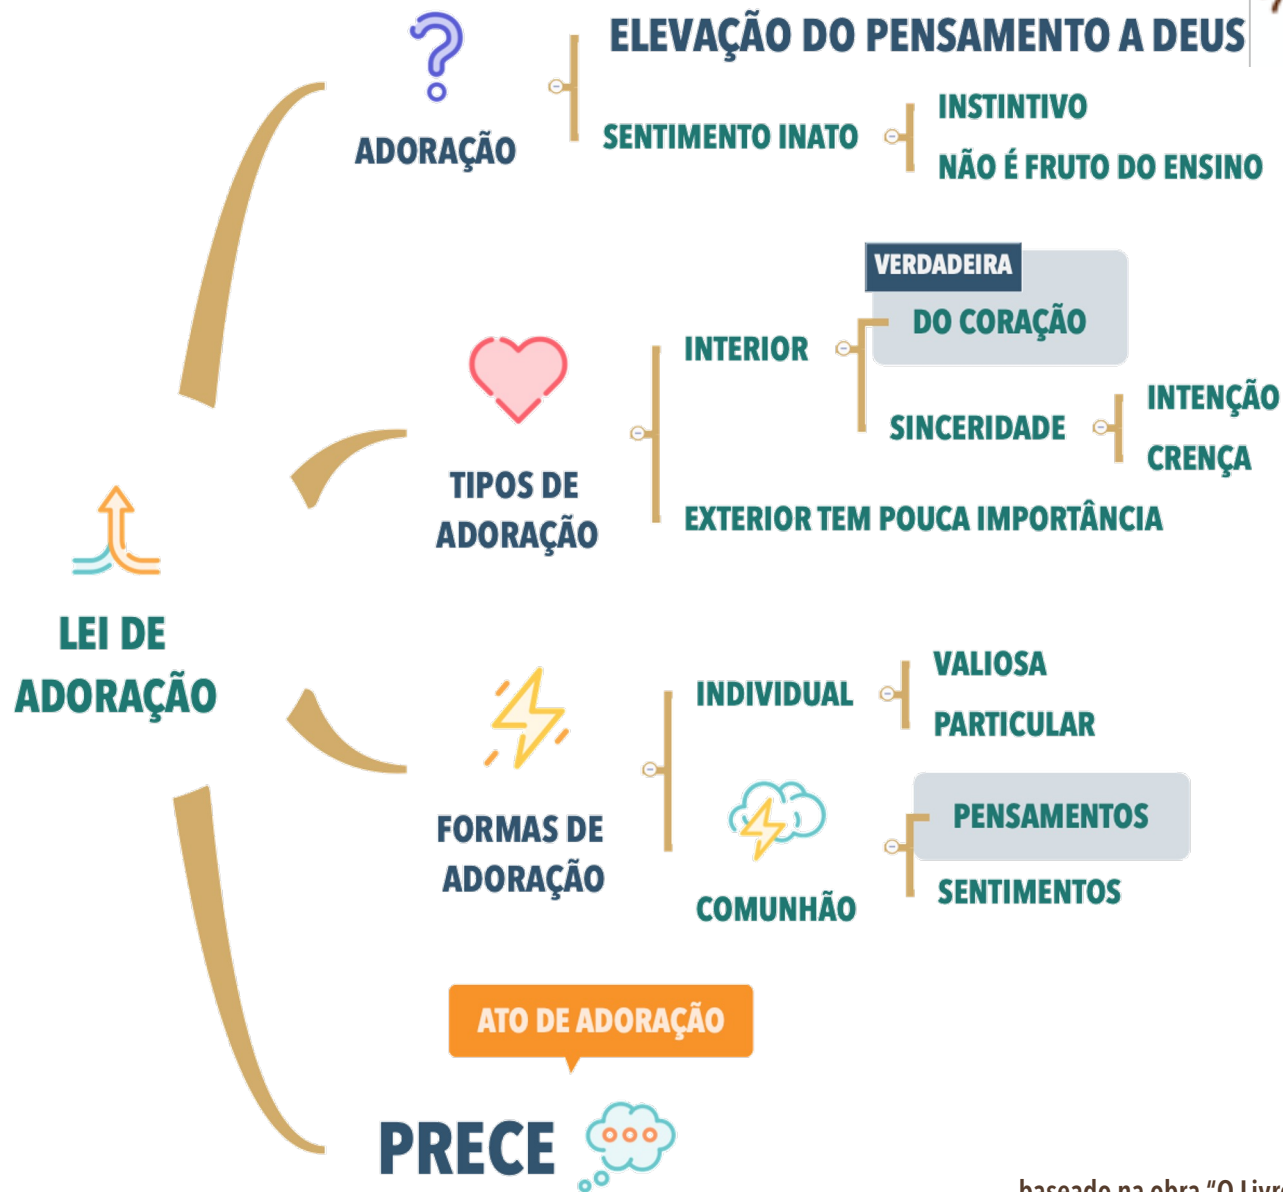 ELEVAÇÃO DO PENSAMENTO A DEUS
ADORAÇÃO
SENTIMENTO INATO
INSTINTIVO
NÃO É FRUTO DO ENSINO
VERDADEIRA
DO CORAÇÃO
INTERIOR
SINCERIDADE
INTENÇÃO
CRENÇA
TIPOS DE
ADORAÇÃO
EXTERIOR TEM POUCA IMPORTÂNCIA
LEI DE
ADORAÇÃO
INDIVIDUAL
VALIOSA
PARTICULAR
FORMAS DE
ADORAÇÃO
COMUNHÃO
PENSAMENTOS
SENTIMENTOS
ATO DE ADORAÇÃO
PRECE
baseado na obra "O Livr